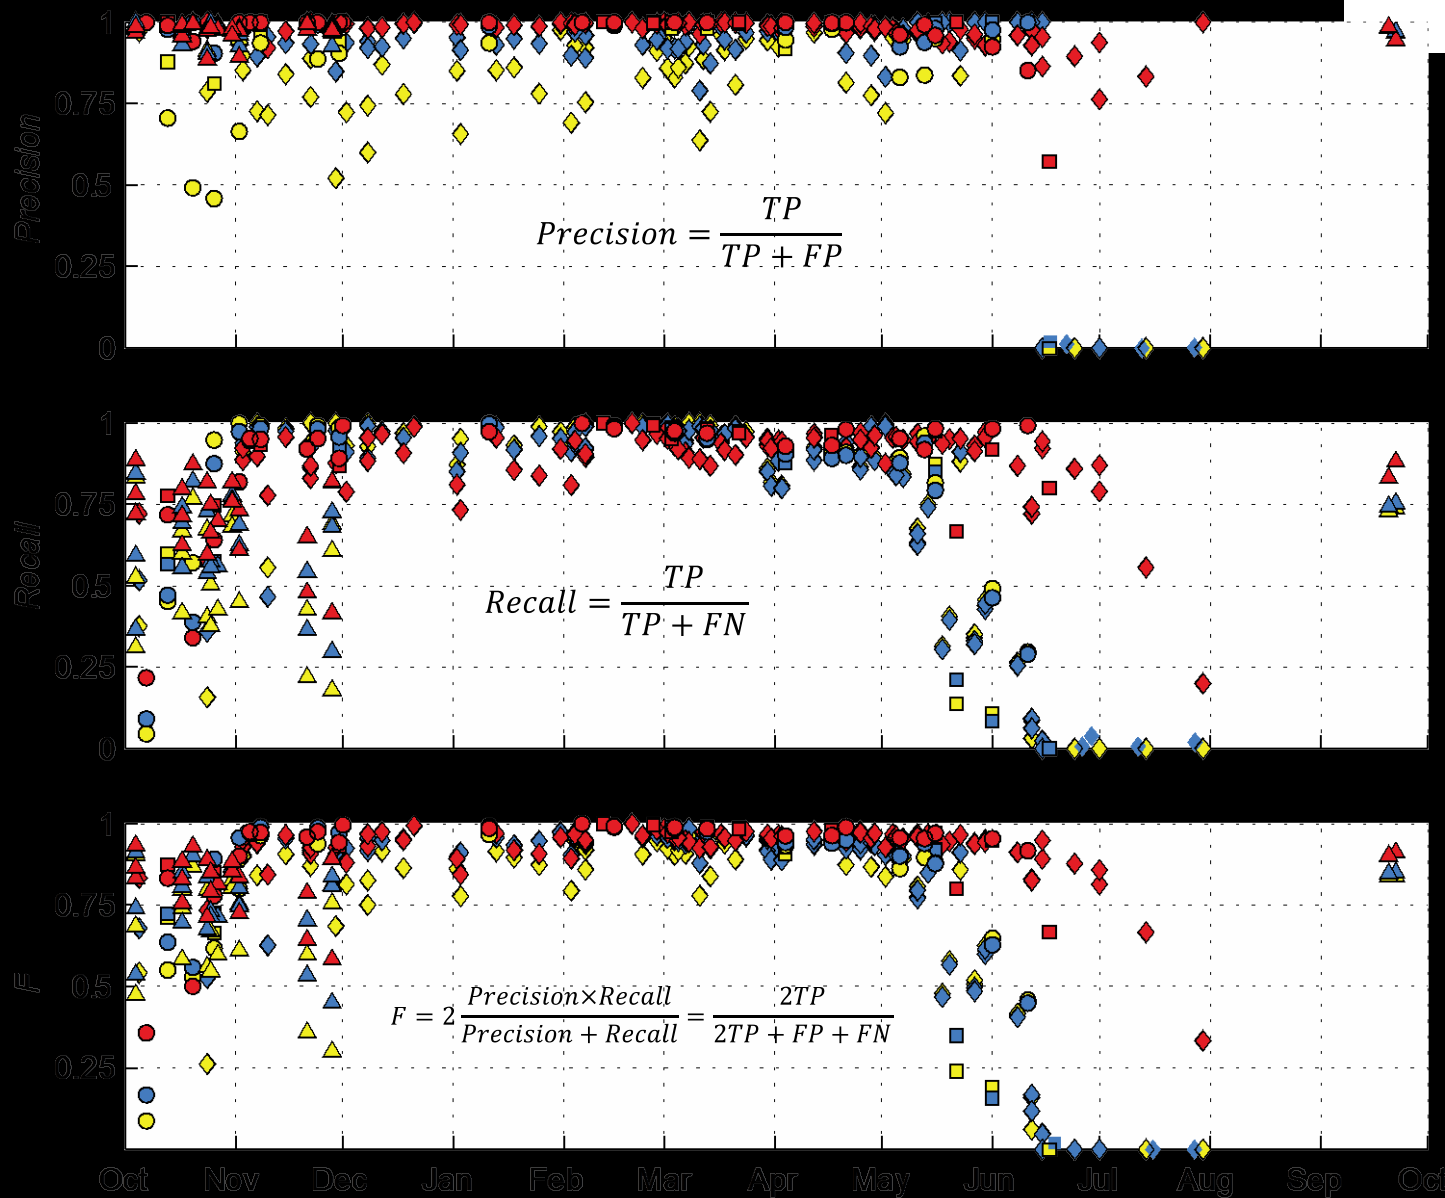 1
0.75
0.5
0.25
0
Precision
Precision = TP / TP + FP
1
0.75
0.5
0.25
0
Recall
Recall = TP / TP + FN
1
0.75
0.5
0.25
F
F = 2 Precision×Recall / Precision + Recall = 2TP / 2TP + FP + FN
Oct Nov Dec Jan Feb Mar Apr May Jun Jul Aug Sep Oct